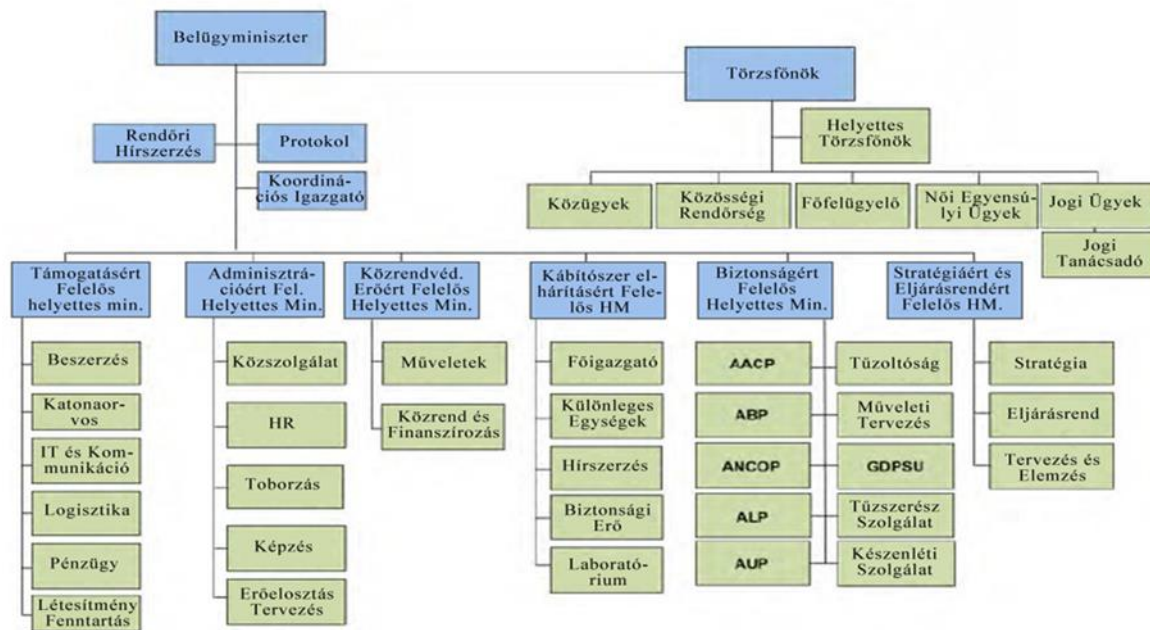 Belügyminiszter
Törzsfőnök
Rendőri
Hírszerzés
Protokol
Koordináci-
ciós Igazgató
Helyettes
Törzsfőnök
Közügyek
Közösségi
Rendőrség
Főfelügyelő
Női Egyensú-
lyi Ügyek
Jogi Ügyek
Jogi
Tanácsadó
Támogatásért
Felelős
helyettes min.
Beszerzés
Katonaor-
vos
IT és Kom-
munikáció
Logisztika
Pénzügy
Létesítmény
Fenntartás
Adminisztrá-
cióért Fel.
Helyettes Min.
Közszolgálat
HR
Toborzás
Képzés
Erőelosztás
Tervezés
Közrendvéd.
Erőért Felelős
Helyettes Min.
Műveletek
Közrend és
Finanszírozás
Kábítószer el-
hárításért Fele-
lős HM
Főigazgató
Különleges
Egységek
Hírszerzés
Biztonsági
Erő
Laborató-
rium
Biztonságért
Felelős
Helyettes Min.
AACP
ABP
ANCOP
ALP
AUP
Tűzoltóság
Műveleti
Tervezés
GDPSU
Tűzszerész
Szolgálat
Készenléti
Szolgálat
Stratégiáért és
Eljárásrendért
Felelős HM.
Stratégia
Eljárásrend
Tervezés és
Elemzés